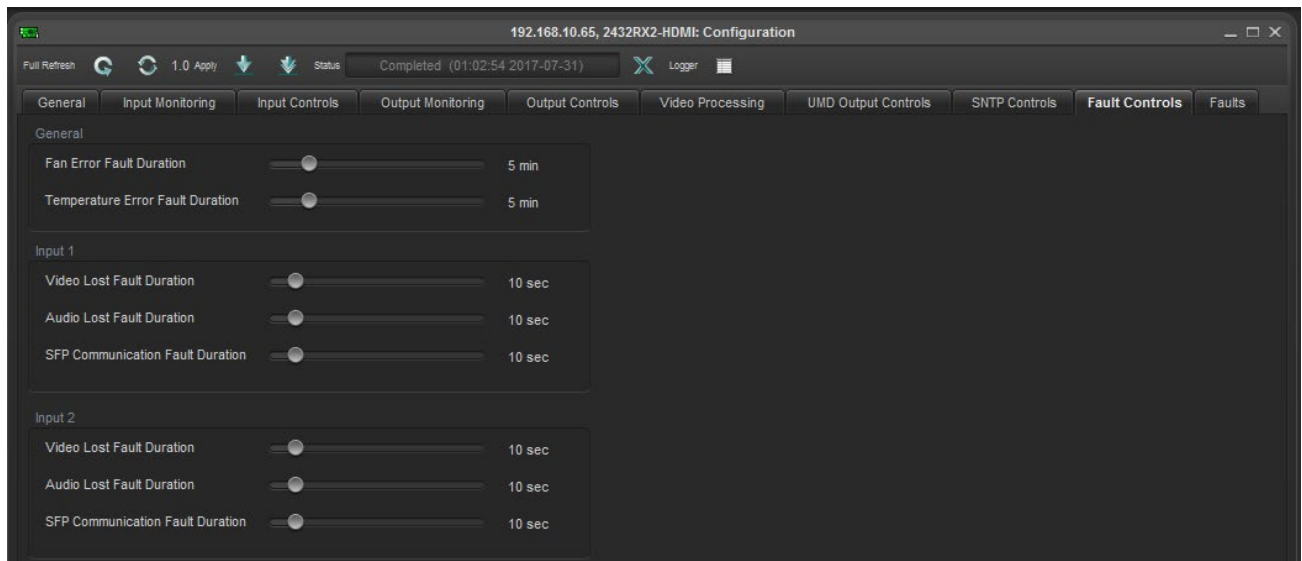 192.168.10.65, 2432RX2-HDMI: Configuration
Full Refresh 1.0 Apply Status Completed (01:02:54 2017-07-31) Logger
General Input Monitoring Input Controls Output Monitoring Output Controls Video Processing UMD Output Controls SNTP Controls Fault Controls Faults
General
Fan Error Fault Duration 5 min
Temperature Error Fault Duration 5 min
Input 1
Video Lost Fault Duration 10 sec
Audio Lost Fault Duration 10 sec
SFP Communication Fault Duration 10 sec
Input 2
Video Lost Fault Duration 10 sec
Audio Lost Fault Duration 10 sec
SFP Communication Fault Duration 10 sec